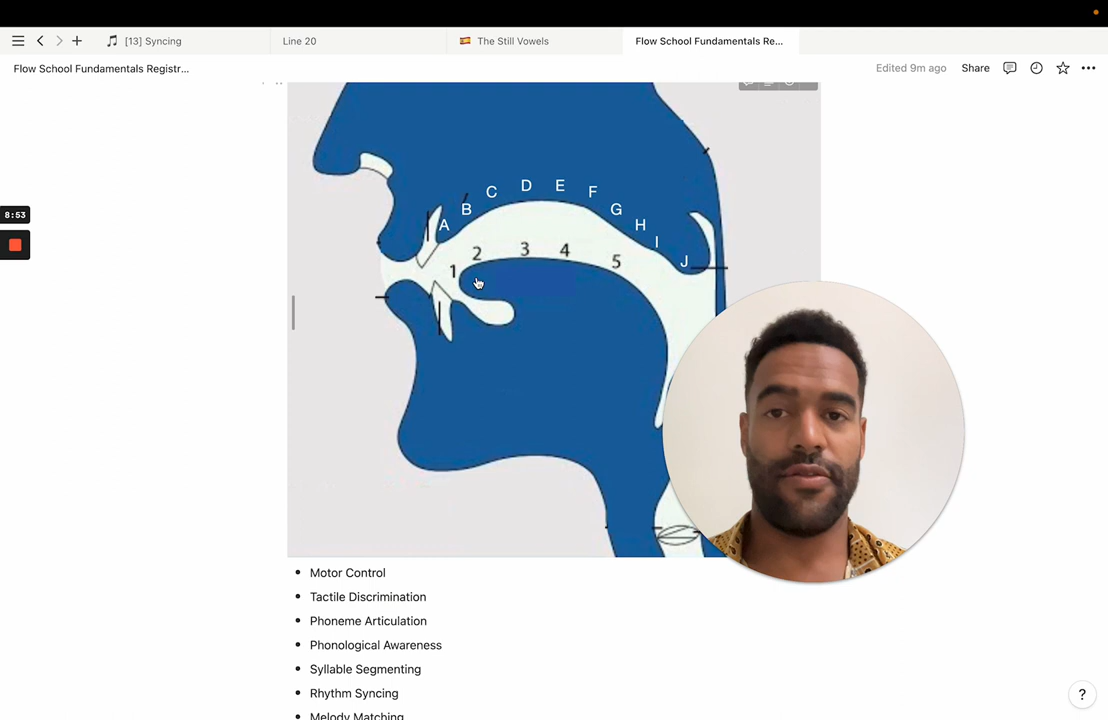 [13] Syncing
Line 20
The Still Vowels
Flow School Fundamentals Re...
Flow School Fundamentals Registr...
Edited 9m ago
Share
8:53
A B C D E F G H I J
1 2 3 4 5
Motor Control
Tactile Discrimination
Phoneme Articulation
Phonological Awareness
Syllable Segmenting
Rhythm Syncing
Melody Matching
?